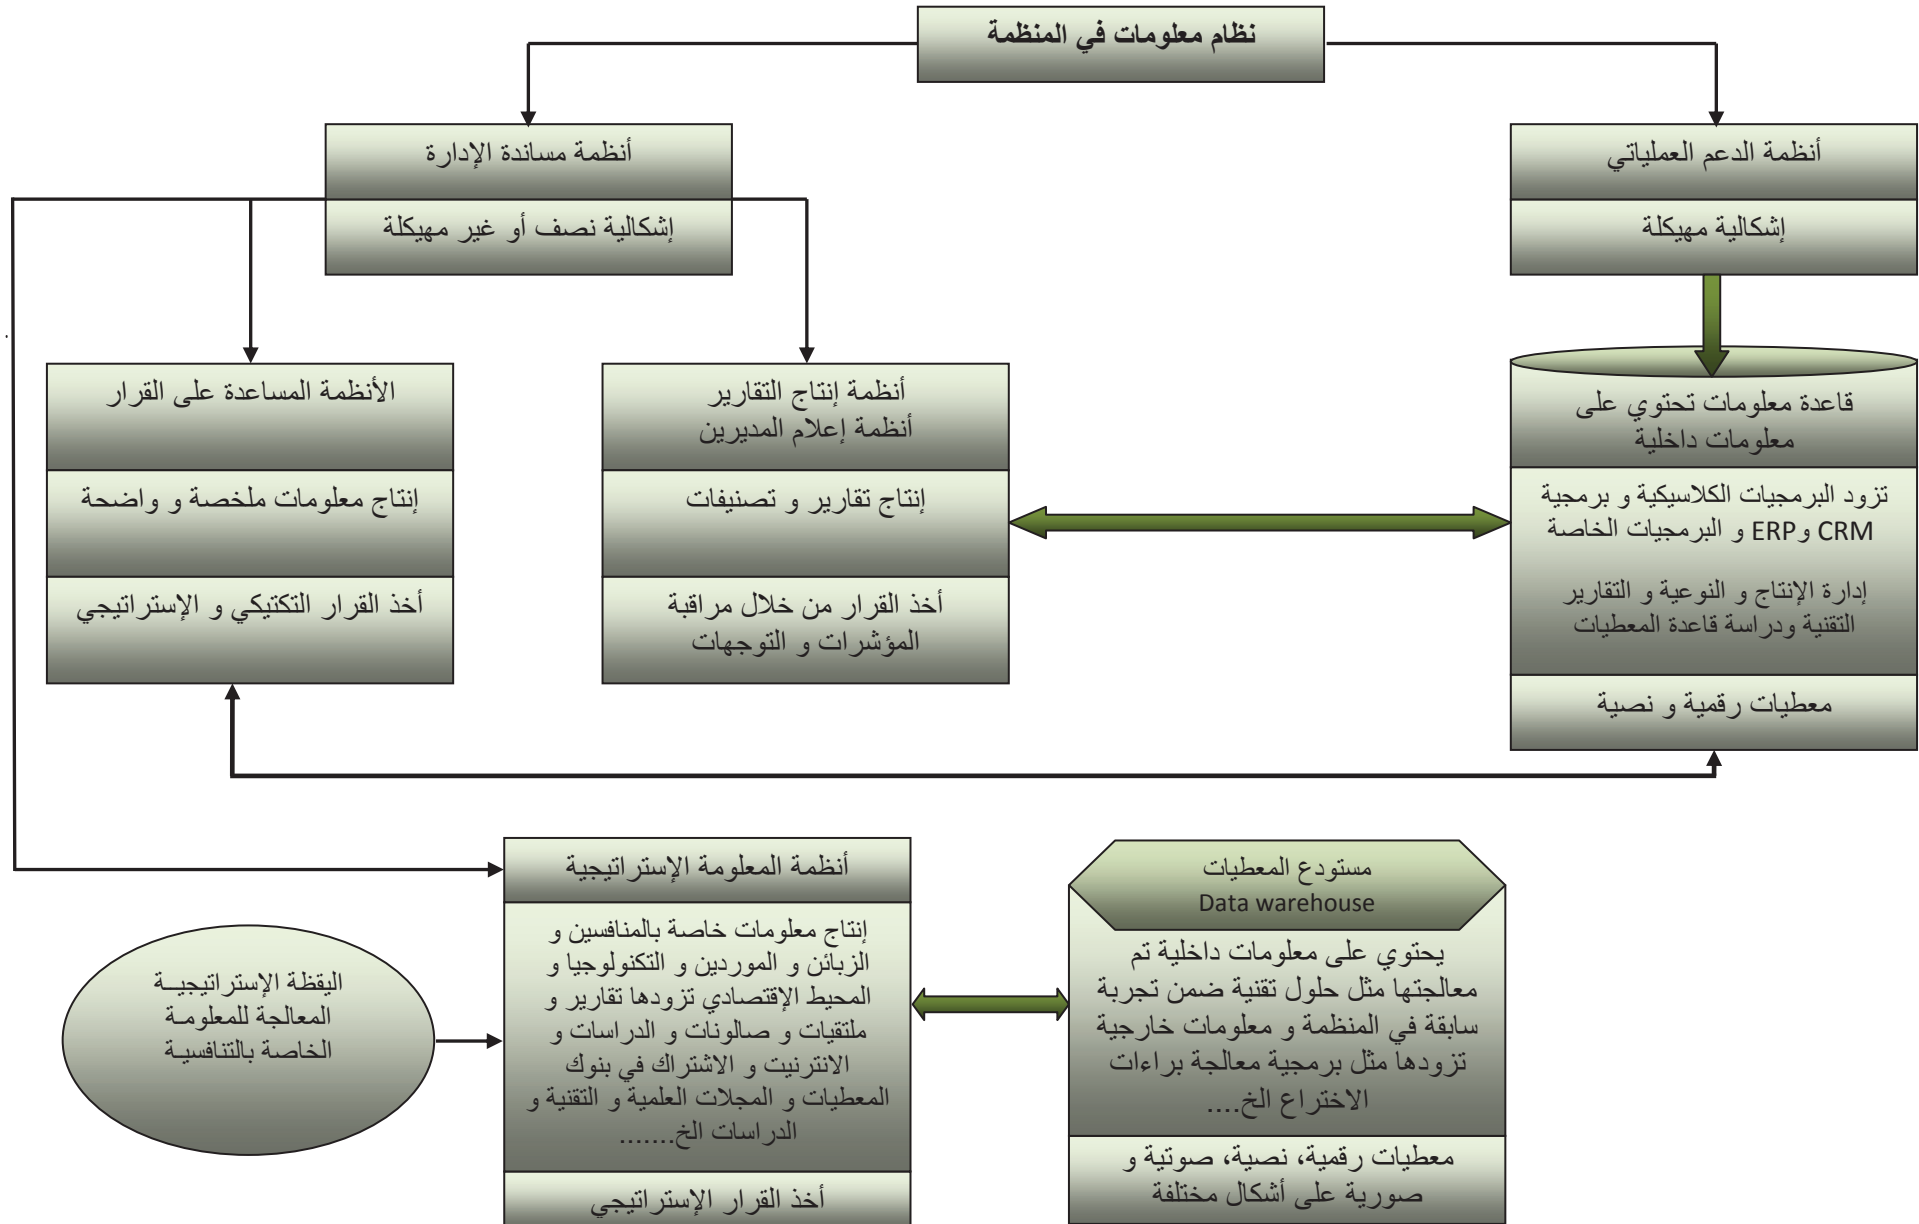 نظام معلومات في المنظمة
أنظمة الدعم العملياتي
إشكالية مهيكلة
أنظمة مساندة الإدارة
إشكالية نصف أو غير مهيكلة
قاعدة معلومات تحتوي على
معلومات داخلية
تزود البرمجيات الكلاسيكية و برمجية
CRM وERP و البرمجيات الخاصة
إدارة الإنتاج و النوعية و التقارير
التقنية ودراسة قاعدة المعطيات
معطيات رقمية و نصية
أنظمة إنتاج التقارير
أنظمة إعلام المديرين
إنتاج تقارير و تصنيفات
أخذ القرار من خلال مراقبة
المؤشرات و التوجهات
الأنظمة المساعدة على القرار
إنتاج معلومات ملخصة و واضحة
أخذ القرار التكتيكي و الإستراتيجي
مستودع المعطيات
Data warehouse
يحتوي على معلومات داخلية تم
معالجتها مثل حلول تقنية ضمن تجربة
سابقة في المنظمة و معلومات خارجية
تزودها مثل برمجية معالجة براءات
الاختراع الخ....
معطيات رقمية، نصية، صوتية و
صورية على أشكال مختلفة
أنظمة المعلومة الإستراتيجية
إنتاج معلومات خاصة بالمنافسين و
الزبائن و الموردين و التكنولوجيا و
المحيط الإقتصادي تزودها تقارير و
ملتقيات و صالونات و الدراسات و
الانترنيت و الاشتراك في بنوك
المعطيات و المجلات العلمية و التقنية و
الدراسات الخ.......
أخذ القرار الإستراتيجي
اليقظة الإستراتيجيــة
المعالجة للمعلومـة
الخاصة بالتنافسيـة